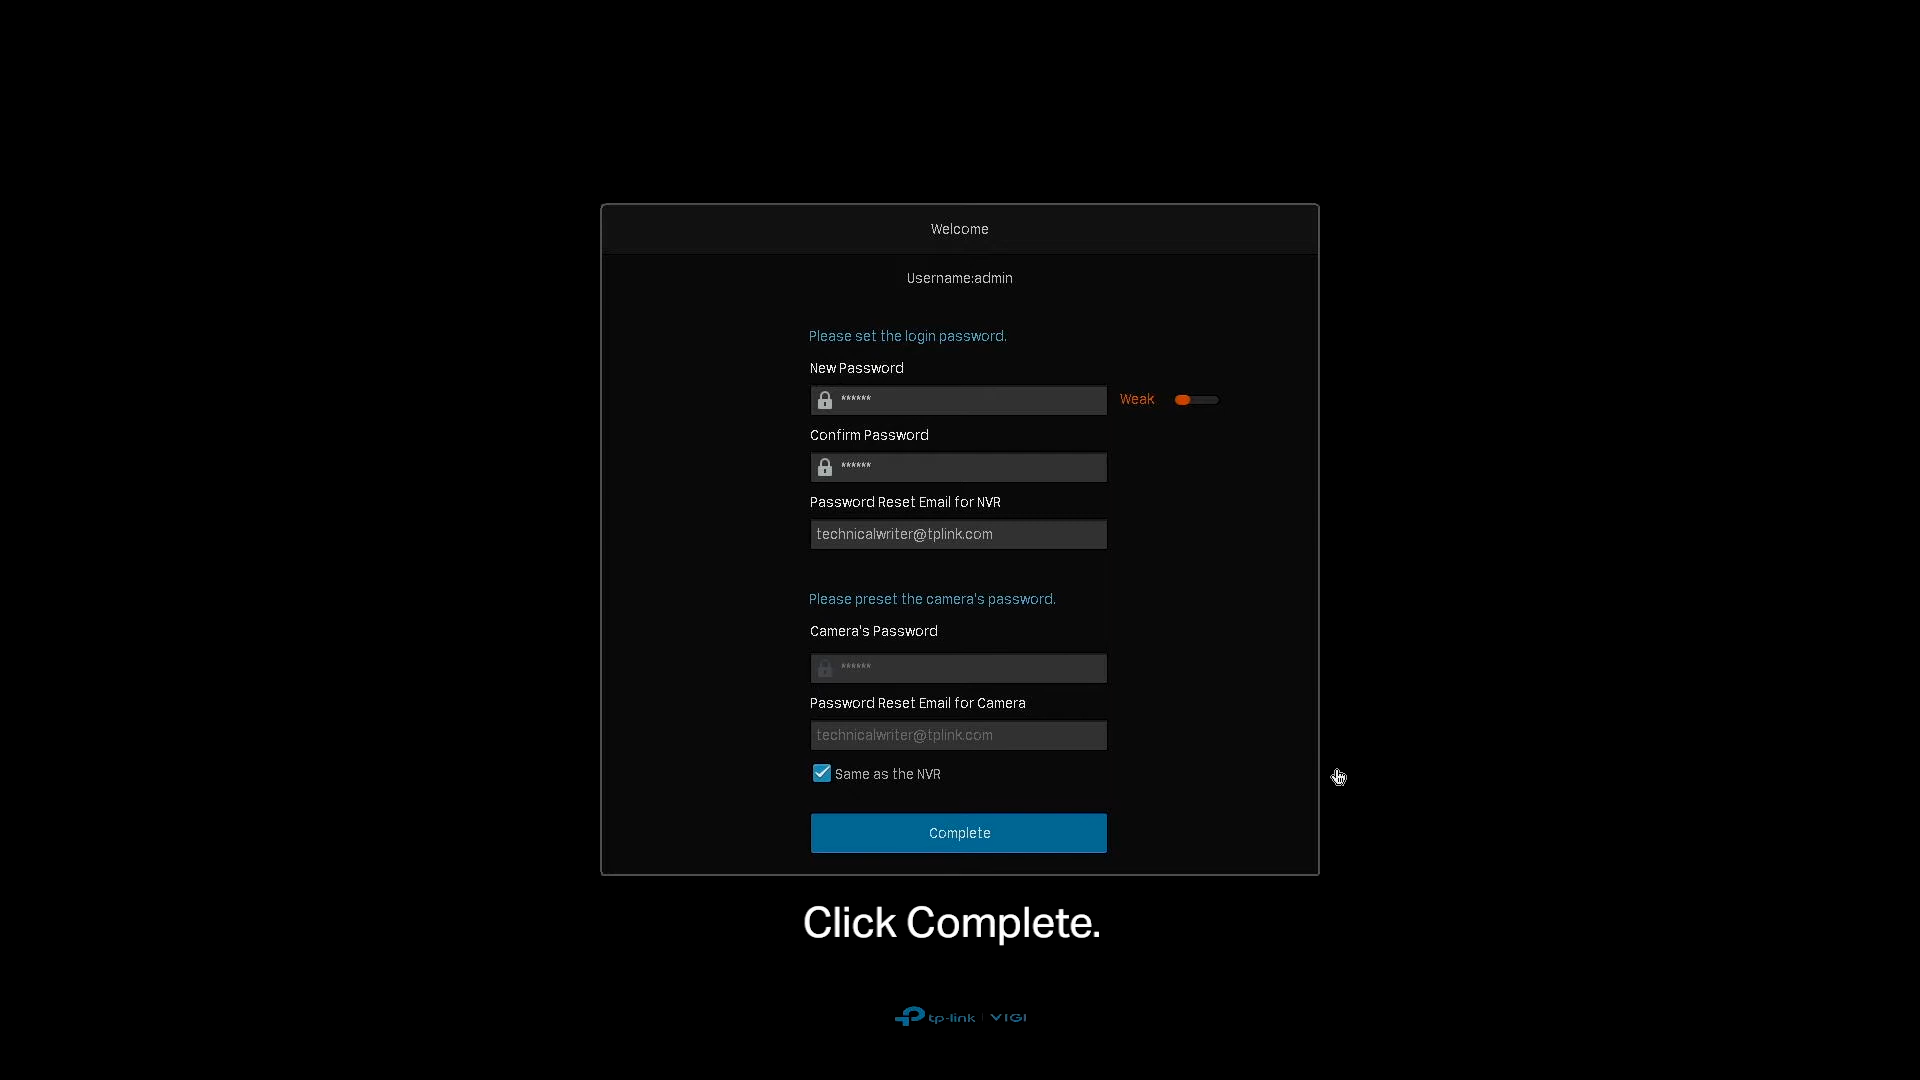 Welcome
Username:admin
Please set the login password.
New Password
****** Weak
Confirm Password
******
Password Reset Email for NVR
technicalwriter@tplink.com
Please preset the camera's password.
Camera's Password
******
Password Reset Email for Camera
technicalwriter@tplink.com
Same as the NVR
Complete
Click Complete.
tp-link | VIGI